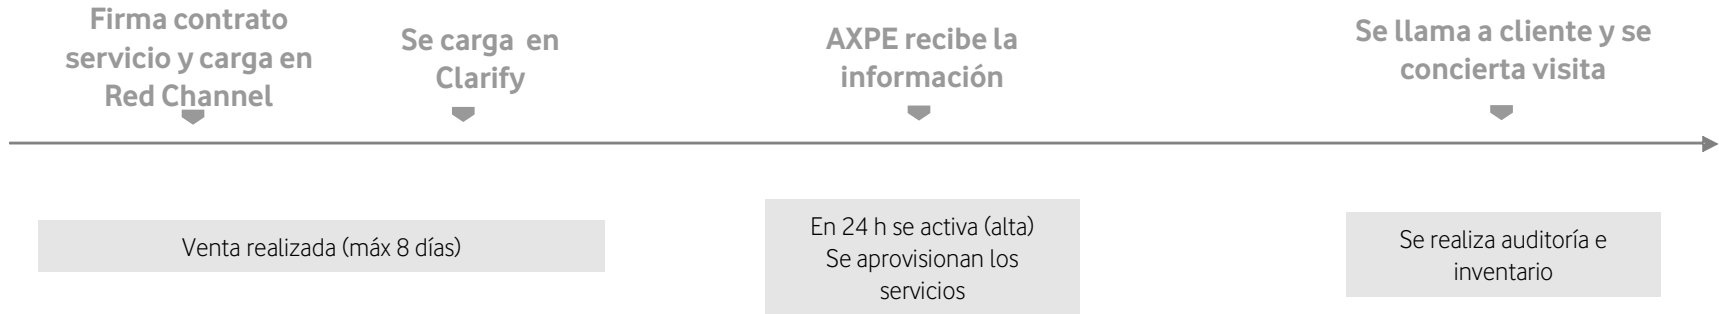 Firma contrato
servicio y carga en
Red Channel
Se carga en
Clarify
AXPE recibe la
información
Se llama a cliente y se
concierta visita
Venta realizada (máx 8 días)
En 24 h se activa (alta)
Se aprovisionan los
servicios
Se realiza auditoría e
inventario